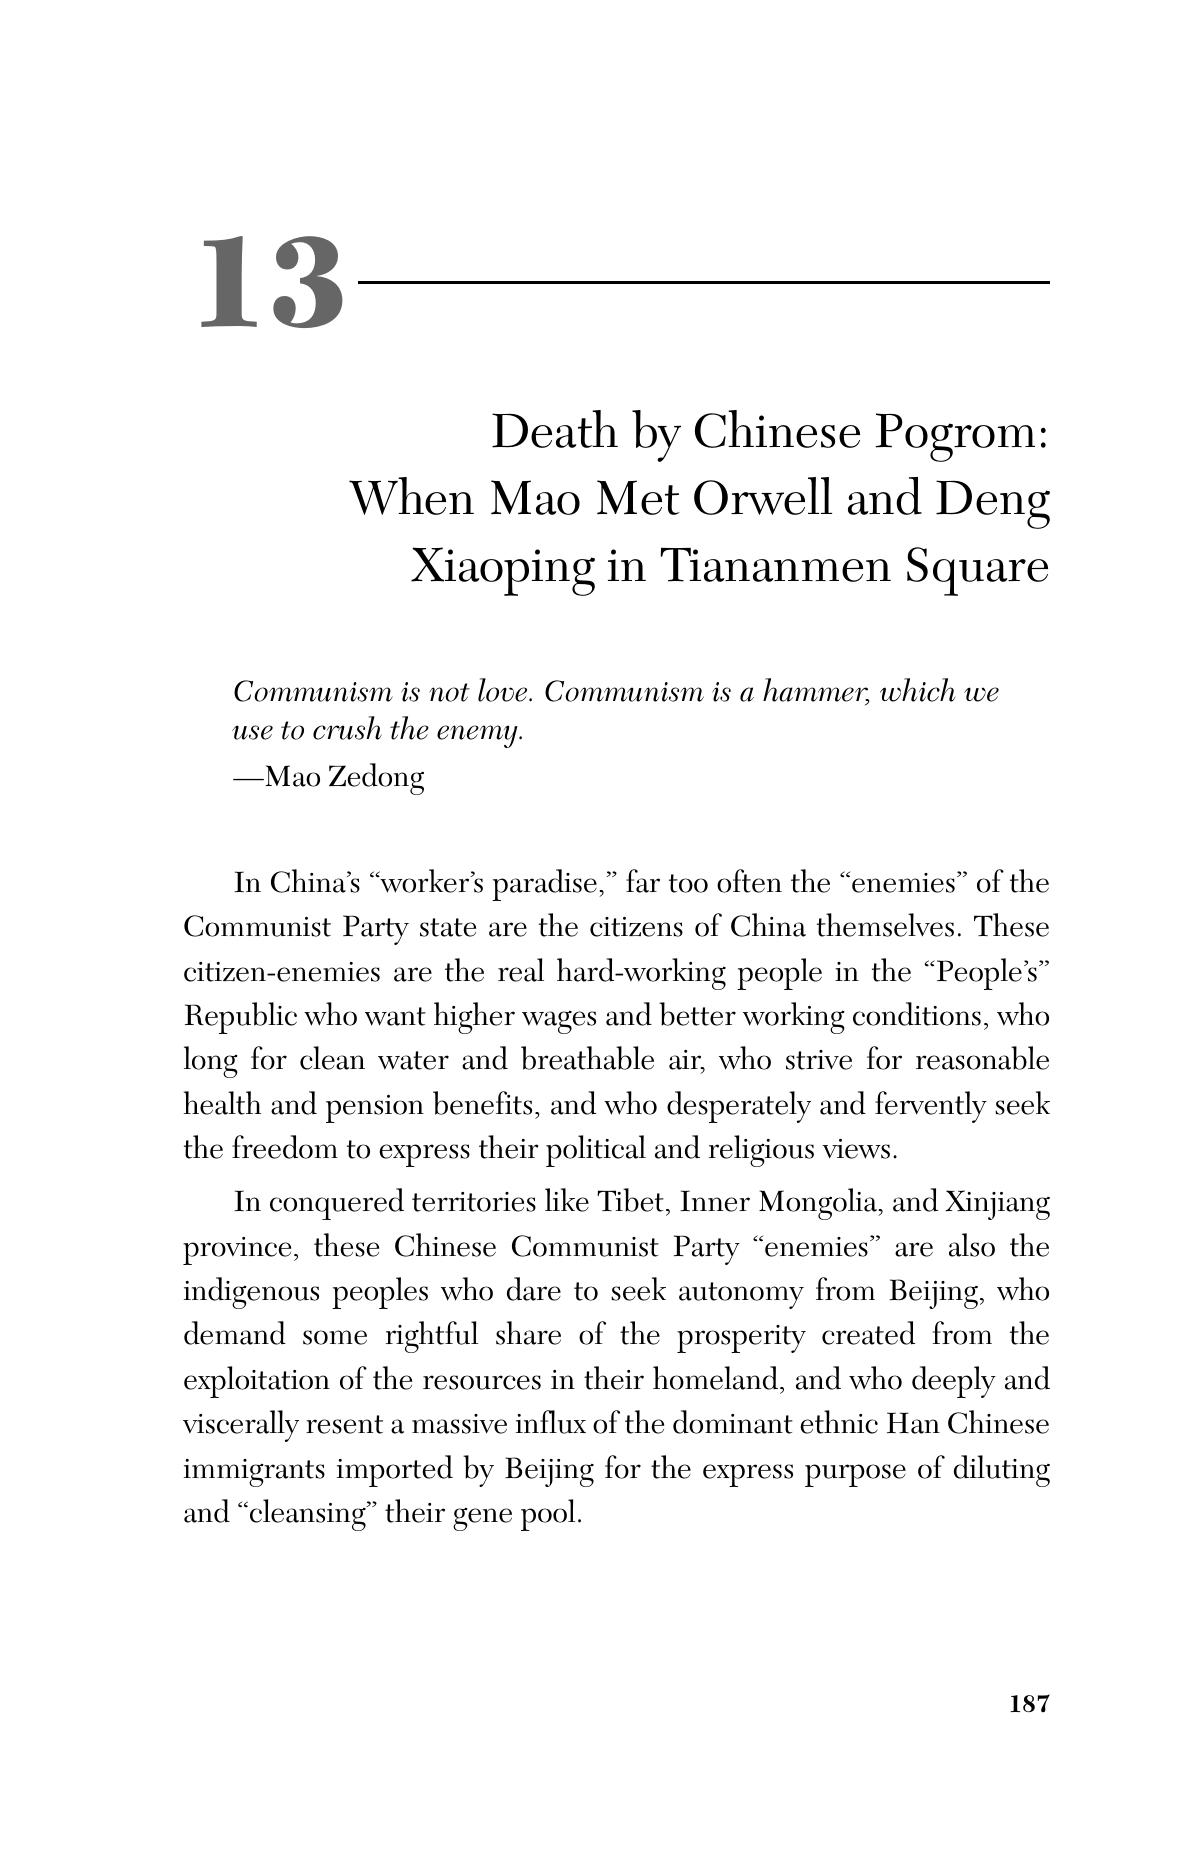 13
Death by Chinese Pogrom:
When Mao Met Orwell and Deng
Xiaoping in Tiananmen Square
Communism is not love. Communism is a hammer, which we
use to crush the enemy.
—Mao Zedong
In China’s “worker’s paradise,” far too often the “enemies” of the
Communist Party state are the citizens of China themselves. These
citizen-enemies are the real hard-working people in the “People’s”
Republic who want higher wages and better working conditions, who
long for clean water and breathable air, who strive for reasonable
health and pension benefits, and who desperately and fervently seek
the freedom to express their political and religious views.
In conquered territories like Tibet, Inner Mongolia, and Xinjiang
province, these Chinese Communist Party “enemies” are also the
indigenous peoples who dare to seek autonomy from Beijing, who
demand some rightful share of the prosperity created from the
exploitation of the resources in their homeland, and who deeply and
viscerally resent a massive influx of the dominant ethnic Han Chinese
immigrants imported by Beijing for the express purpose of diluting
and “cleansing” their gene pool.
187